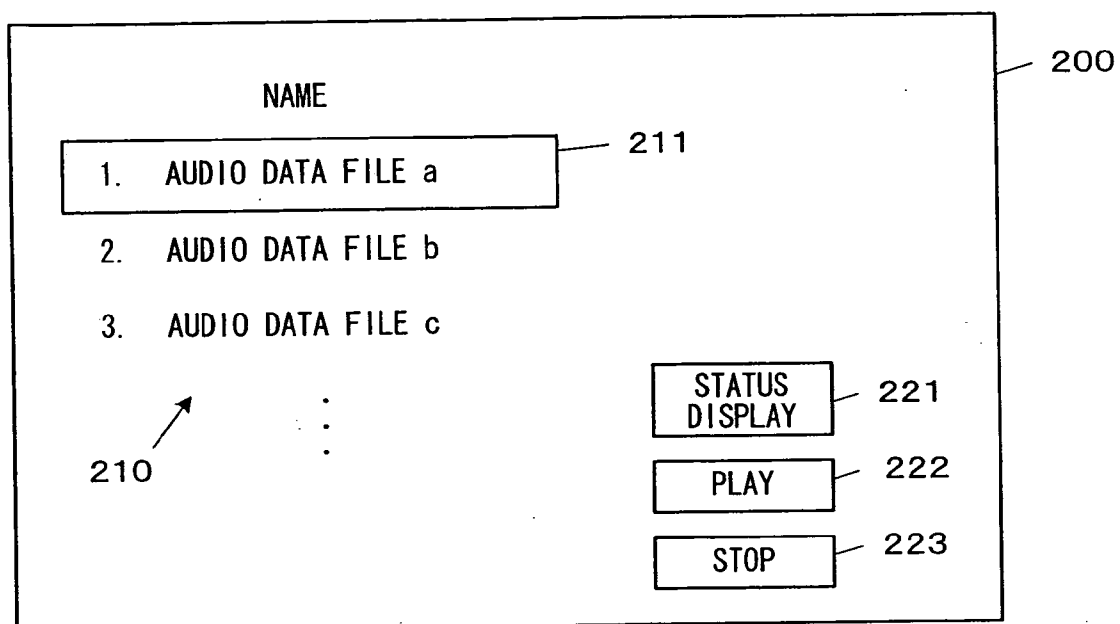 200
NAME
211
1. AUDIO DATA FILE a
2. AUDIO DATA FILE b
3. AUDIO DATA FILE c
STATUS
DISPLAY
221
210
PLAY
222
STOP
223